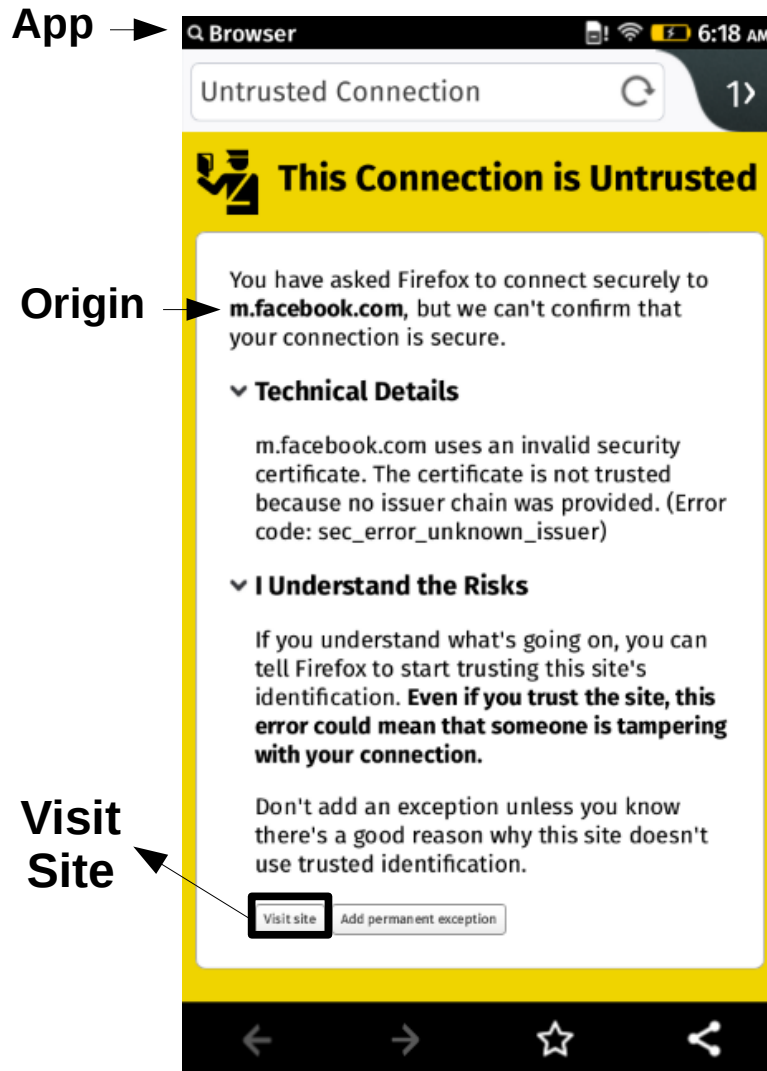 App
Browser
6:18 AM
Untrusted Connection
1
This Connection is Untrusted
You have asked Firefox to connect securely to
Origin
m.facebook.com, but we can't confirm that
your connection is secure.
Technical Details
m.facebook.com uses an invalid security
certificate. The certificate is not trusted
because no issuer chain was provided. (Error
code: sec_error_unknown_issuer)
I Understand the Risks
If you understand what's going on, you can
tell Firefox to start trusting this site's
identification. Even if you trust the site, this
error could mean that someone is tampering
with your connection.
Don't add an exception unless you know
there's a good reason why this site doesn't
use trusted identification.
Visit
Site
Visit site
Add permanent exception